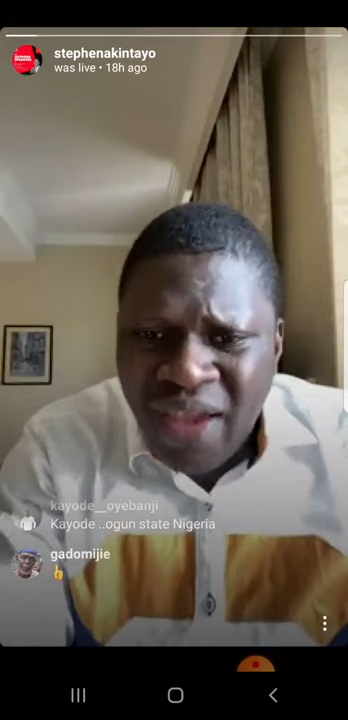 stephenakintayo
was live • 18h ago
kayode__oyebanji
Kayode ..ogun state Nigeria
gadomijie
👍